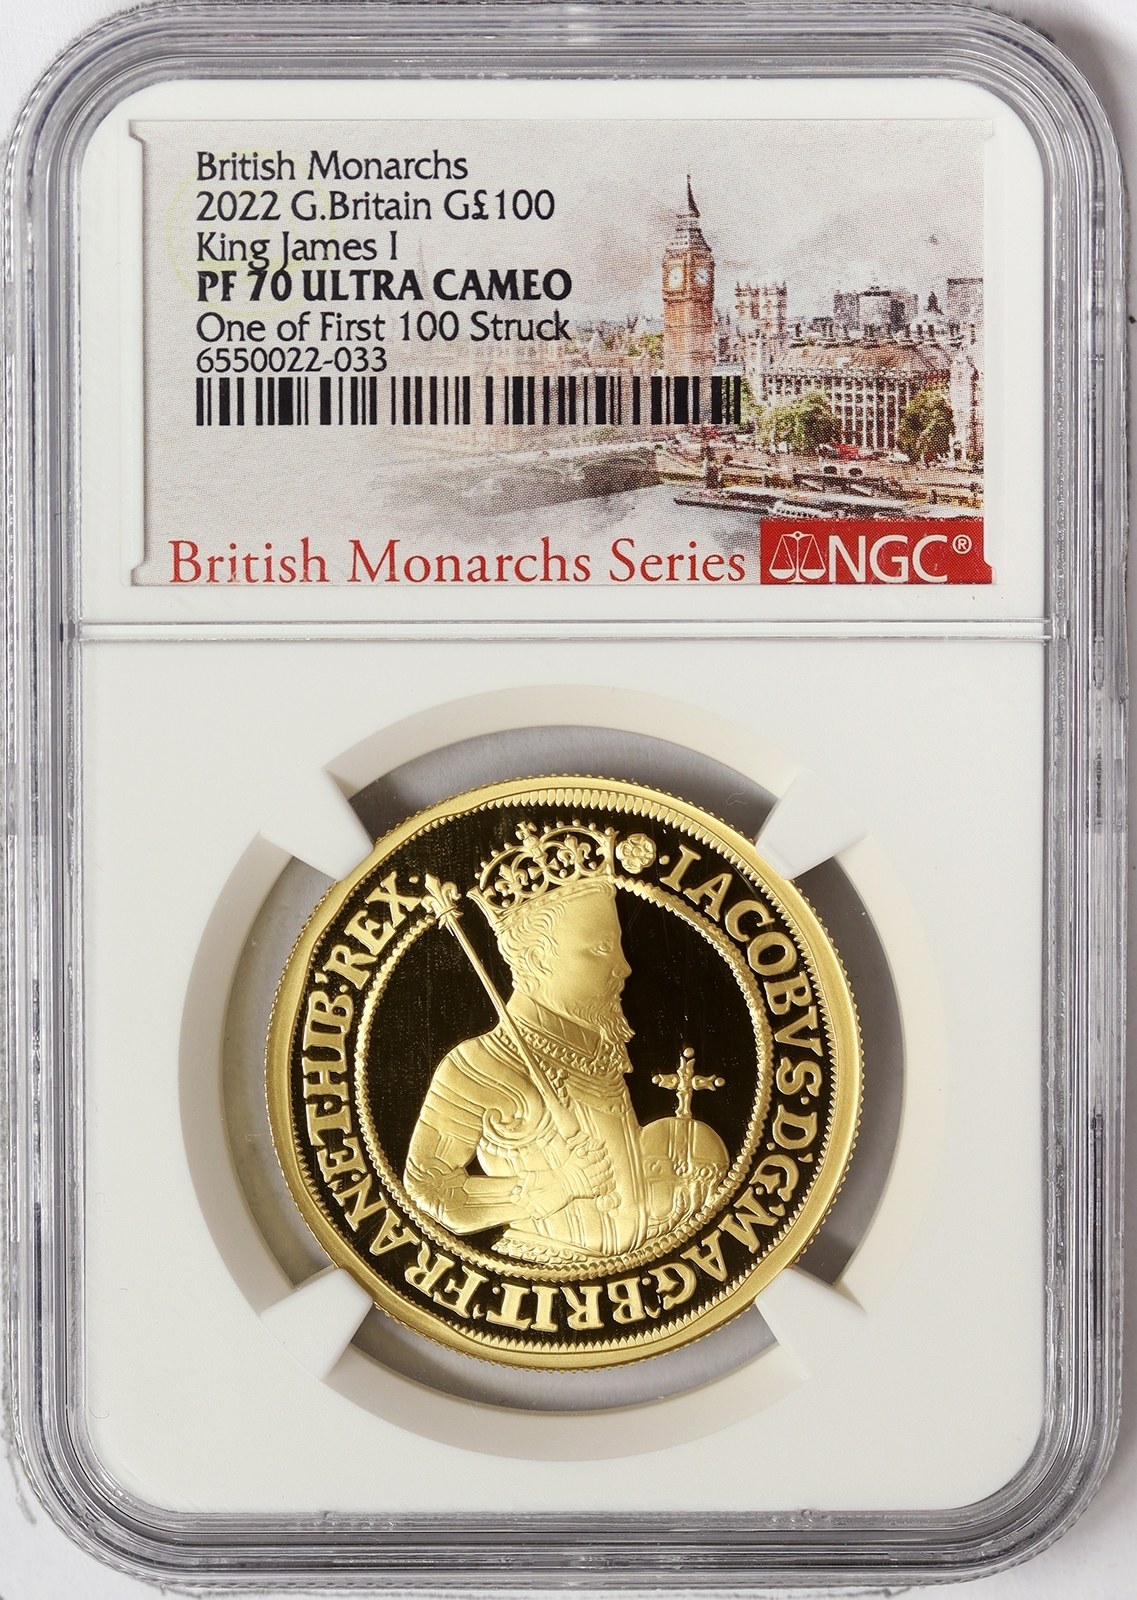 British Monarchs
2022 G.Britain G£100
King James I
PF 70 ULTRA CAMEO
One of First 100 Struck
6550022-033
British Monarchs Series NGC®
·IACOBVS·D'·G'·MAG'·BRIT'·FRAN·ET·HIB·REX·